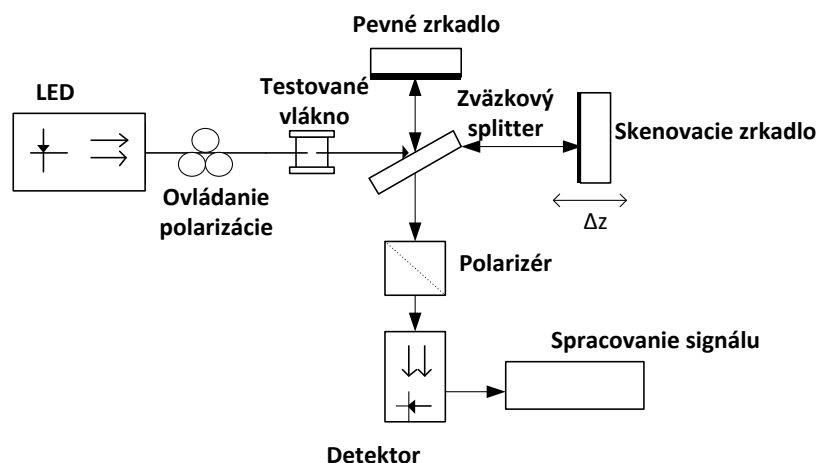 Pevné zrkadlo
LED
Testované
vlákno
Zväzkový
splitter
Skenovacie zrkadlo
Ovládanie
polarizácie
Δz
Polarizér
Spracovanie signálu
Detektor